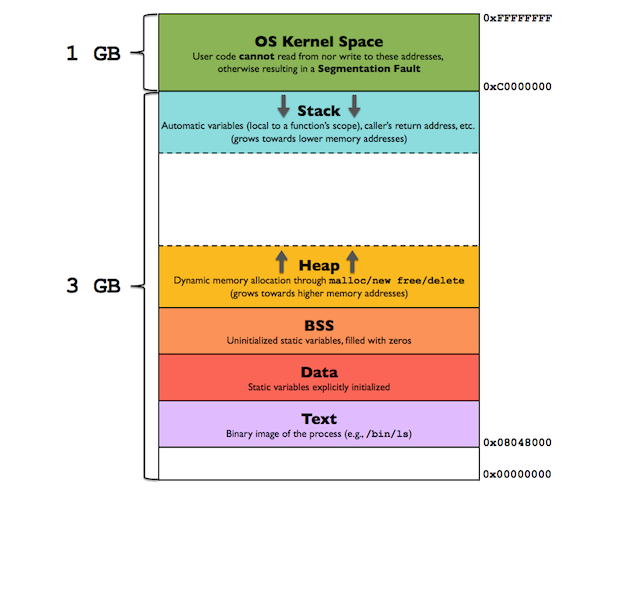 0xFFFFFFFF
OS Kernel Space
1 GB
User code cannot read from nor write to these addresses,
otherwise resulting in a Segmentation Fault
0xC0000000
Stack
Automatic variables (local to a function's scope), caller's return address, etc.
(grows towards lower memory addresses)
Heap
3 GB
Dynamic memory allocation through malloc/new free/delete
(grows towards higher memory addresses)
BSS
Uninitialized static variables, filled with zeros
Data
Static variables explicitly initialized
Text
Binary image of the process (e.g., /bin/ls)
0x08048000
0x00000000